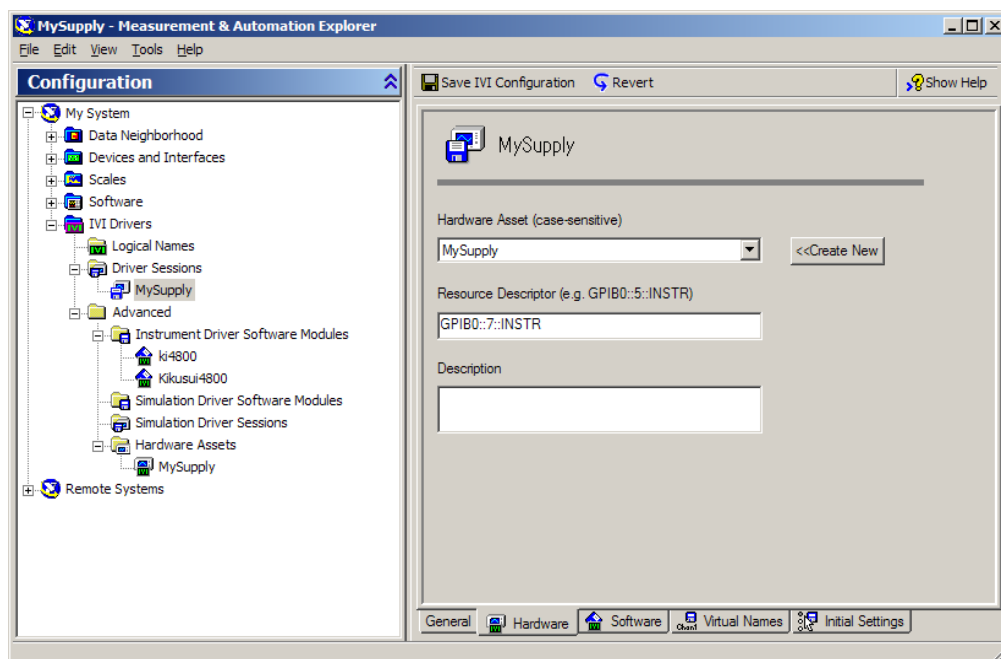 MySupply - Measurement & Automation Explorer
File Edit View Tools Help
Configuration
Save IVI Configuration
Revert
Show Help
My System
Data Neighborhood
Devices and Interfaces
Scales
Software
IVI Drivers
Logical Names
Driver Sessions
MySupply
Advanced
Instrument Driver Software Modules
ki4800
Kikusui4800
Simulation Driver Software Modules
Simulation Driver Sessions
Hardware Assets
MySupply
Remote Systems
MySupply
Hardware Asset (case-sensitive)
MySupply
<<Create New
Resource Descriptor (e.g. GPIB0::5::INSTR)
GPIB0::7::INSTR
Description
General Hardware Software Virtual Names Initial Settings